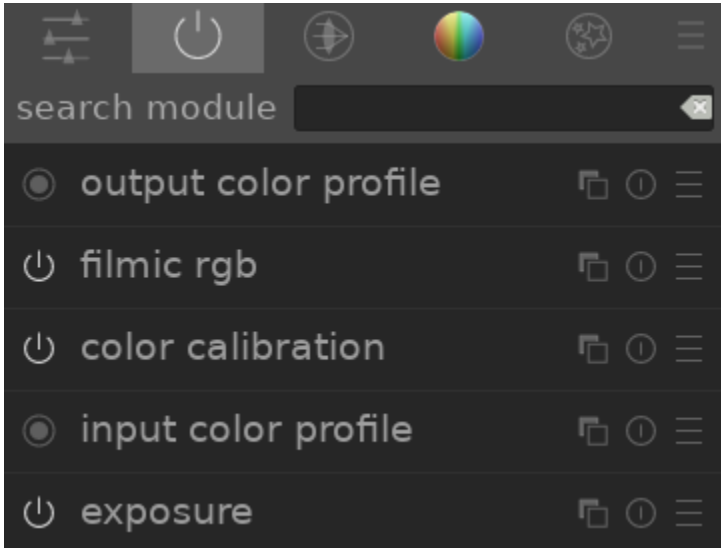 search module
output color profile
filmic rgb
color calibration
input color profile
exposure